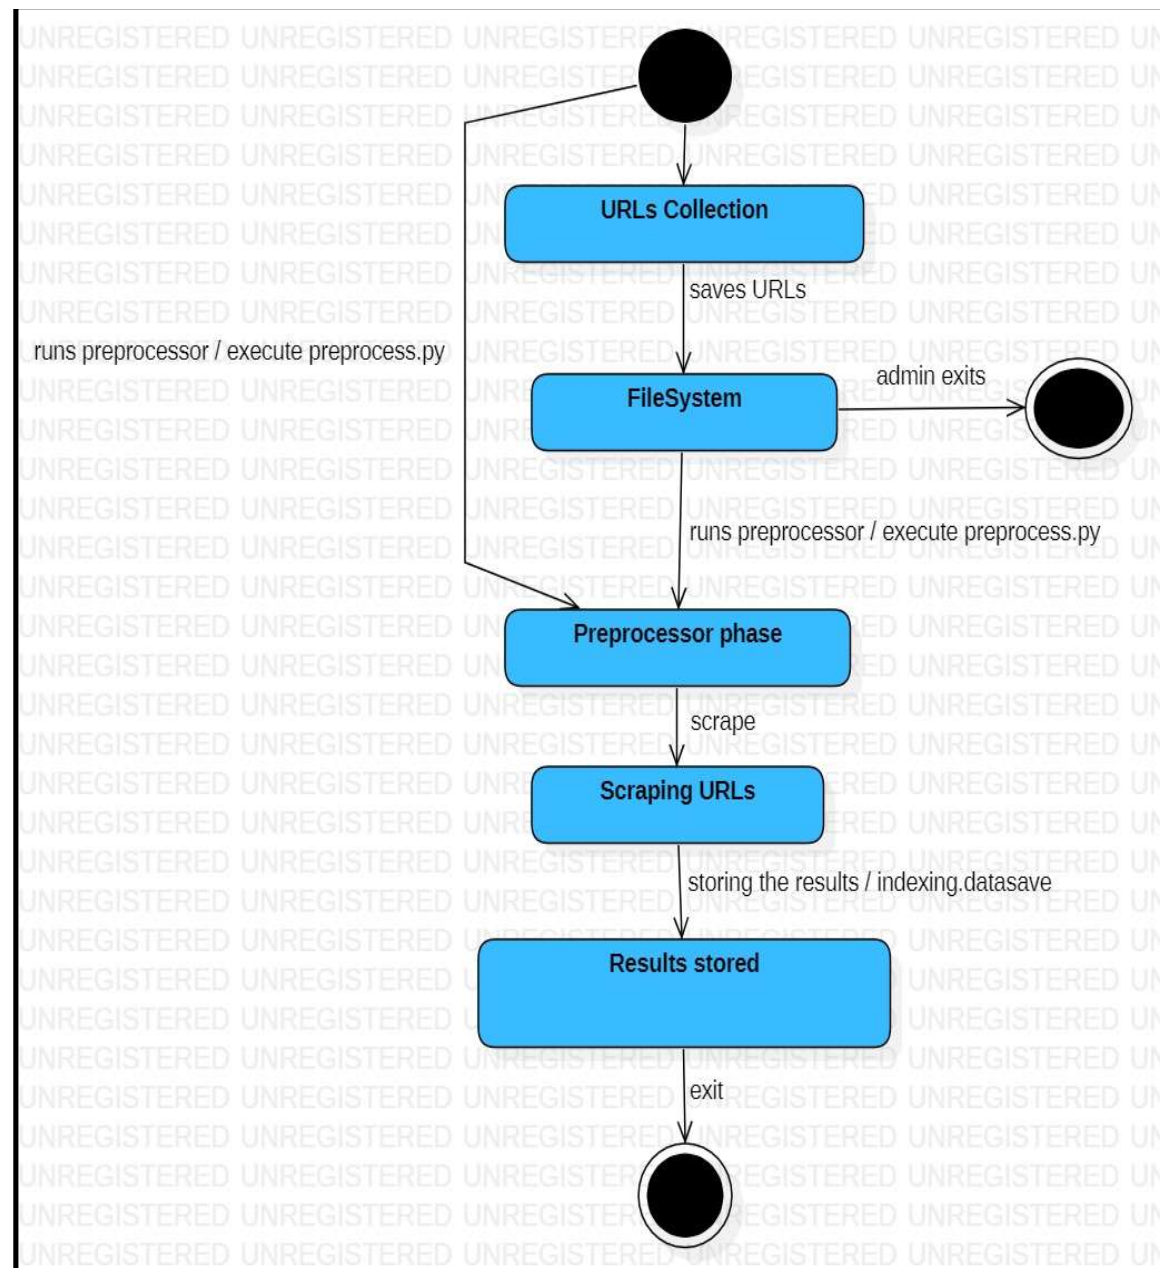 URLs Collection
saves URLs
runs preprocessor / execute preprocess.py
admin exits
FileSystem
runs preprocessor / execute preprocess.py
Preprocessor phase
scrape
Scraping URLs
storing the results / indexing.datasave
Results stored
exit
UNREGISTERED